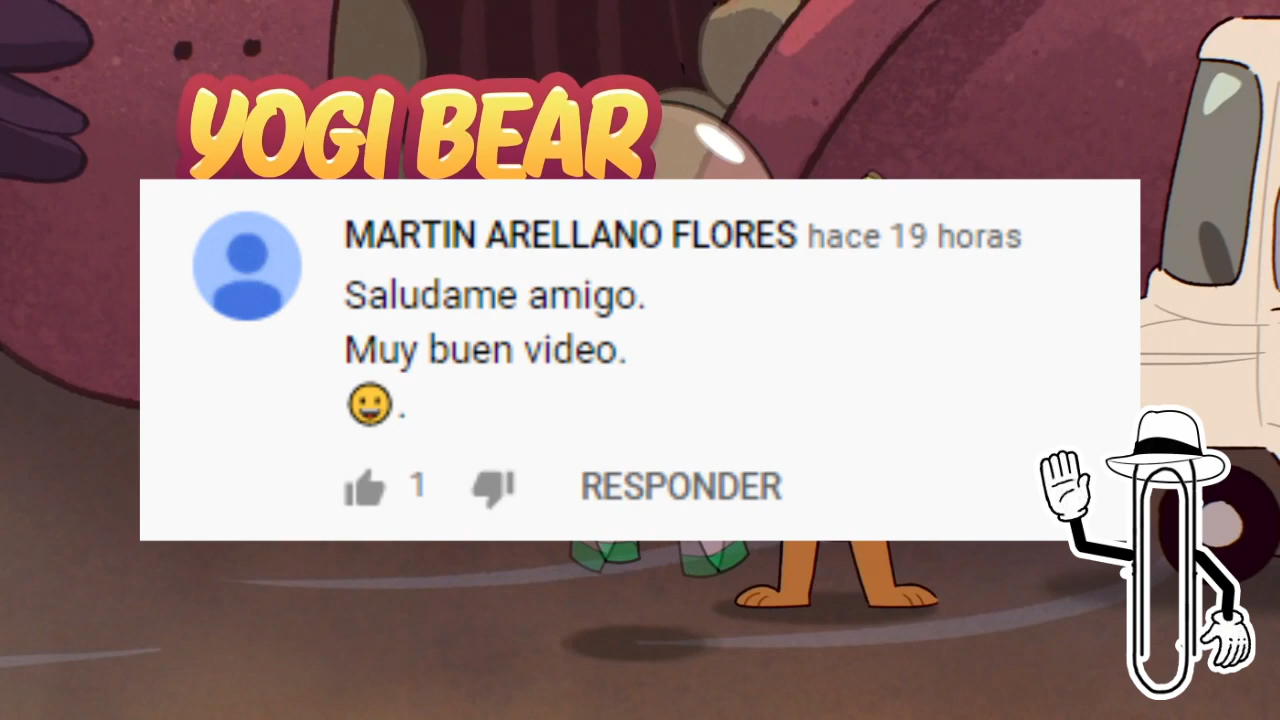 YOGI BEAR
MARTIN ARELLANO FLORES hace 19 horas
Saludame amigo.
Muy buen video.
😀.
1
RESPONDER